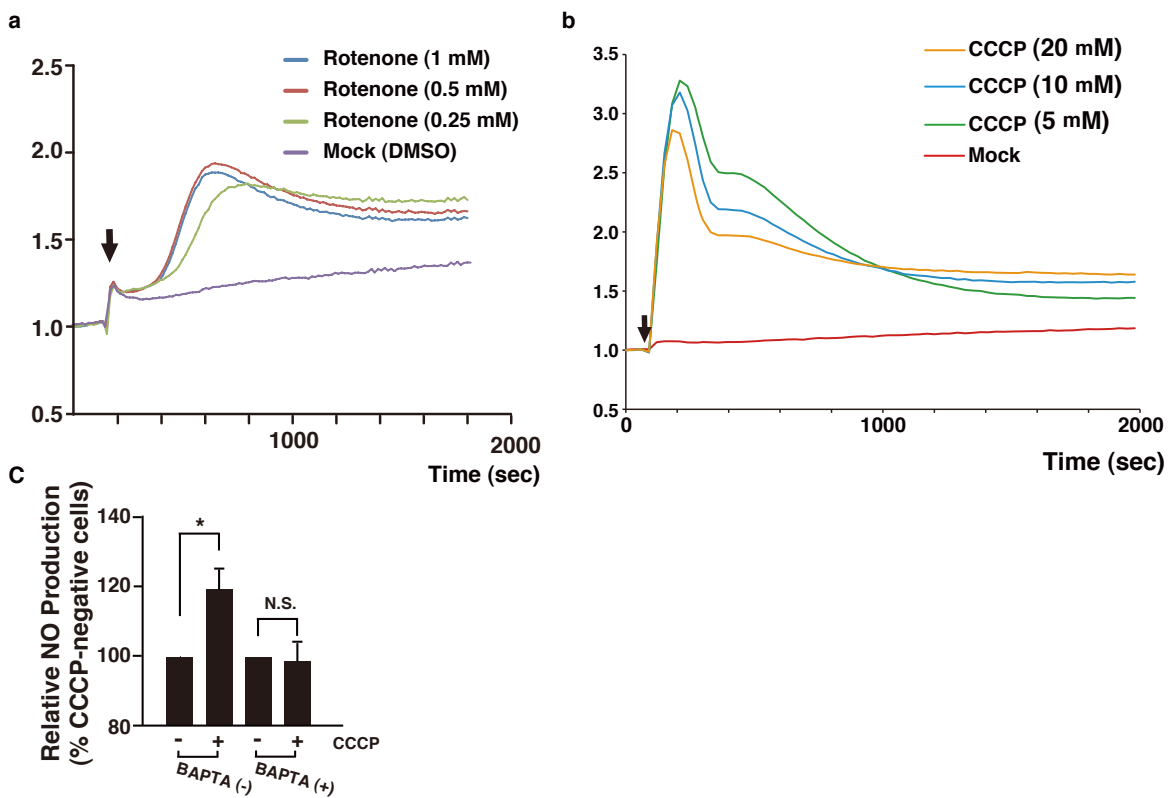 a
2.5
2.0
1.5
1.0
0.5
1000
2000
Time (sec)
Rotenone (1 mM)
Rotenone (0.5 mM)
Rotenone (0.25 mM)
Mock (DMSO)
b
3.5
3.0
2.5
2.0
1.5
1.0
0.5
0
1000
2000
Time (sec)
CCCP (20 mM)
CCCP (10 mM)
CCCP (5 mM)
Mock
C
Relative NO Production
(% CCCP-negative cells)
140
120
100
80
*
N.S.
- + - + CCCP
BAPTA (-) BAPTA (+)